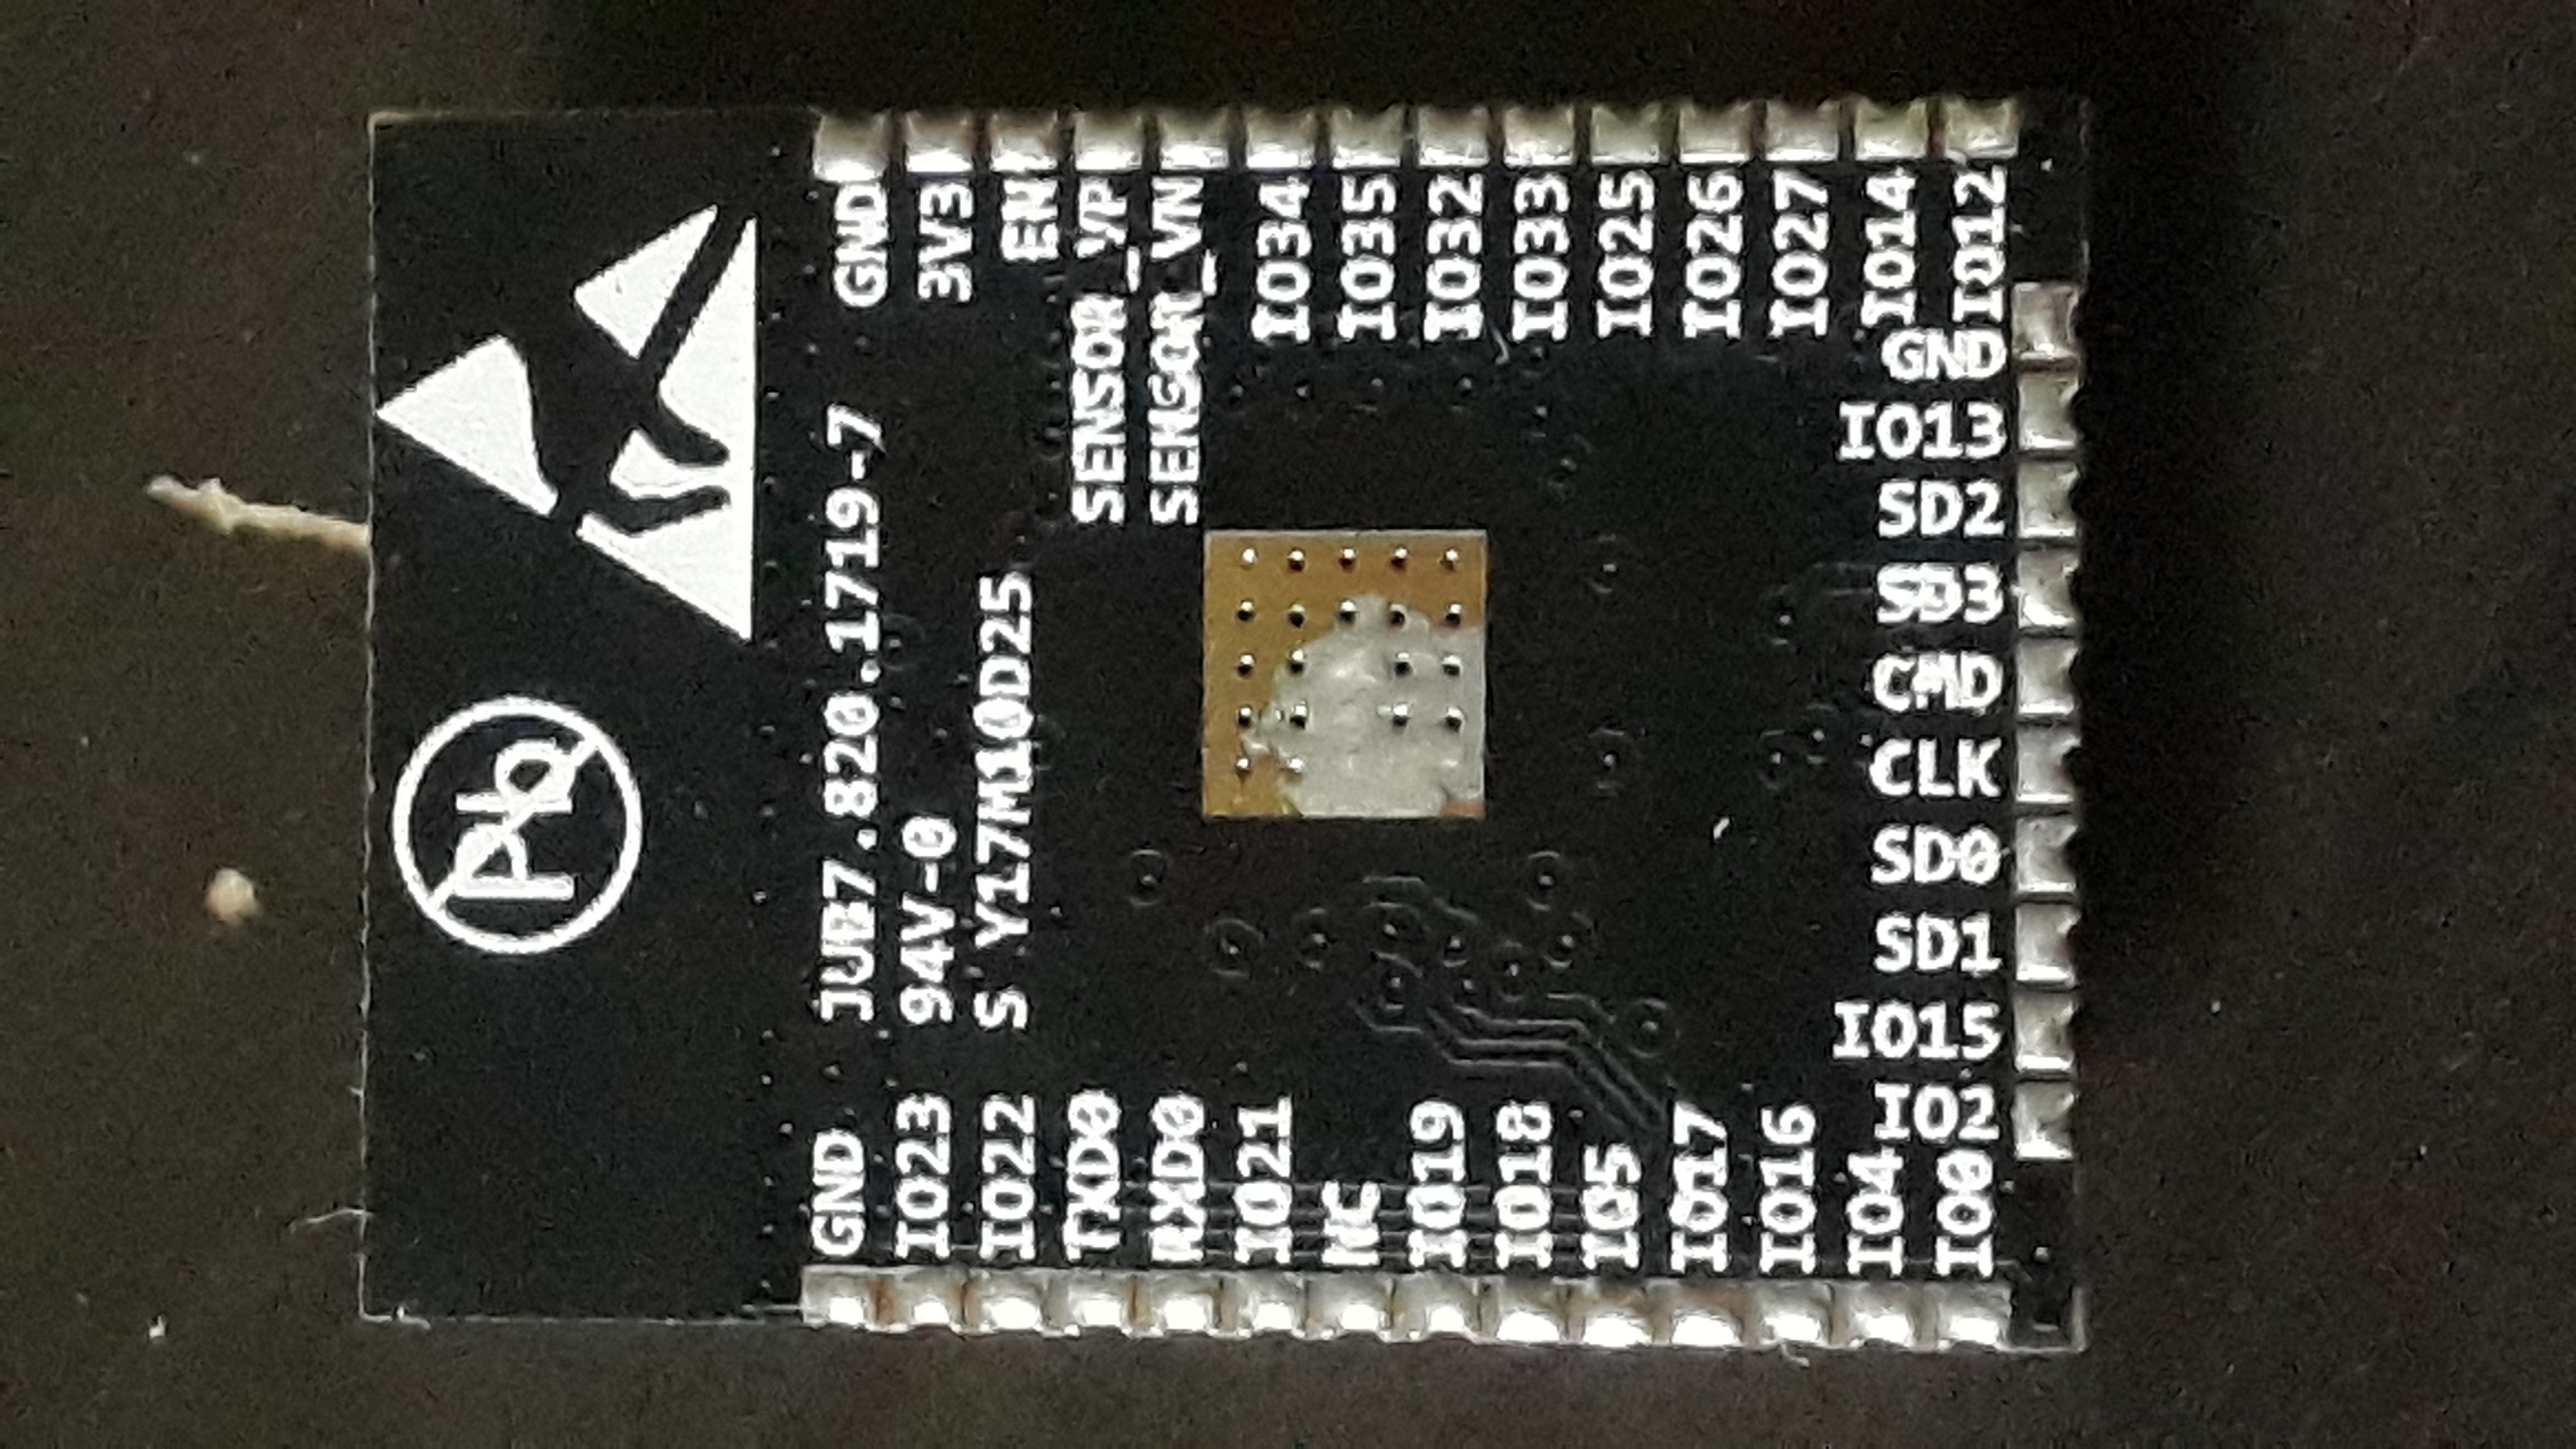 Pb
GND JUB7.820.1719-7 GND
IO23 94V-0 3V3
IO22 S Y17M10D25 EN
TXD0 SENSOR_VP
RXD0 SENSOR_VN
IO21 IO34
NC IO35
IO19 IO32
IO18 IO33
IO5 IO25
IO17 IO26
IO16 IO27
IO4 IO14
IO0 IO12
IO2
IO15
SD1
SD0
CLK
CMD
SD3
SD2
IO13
GND